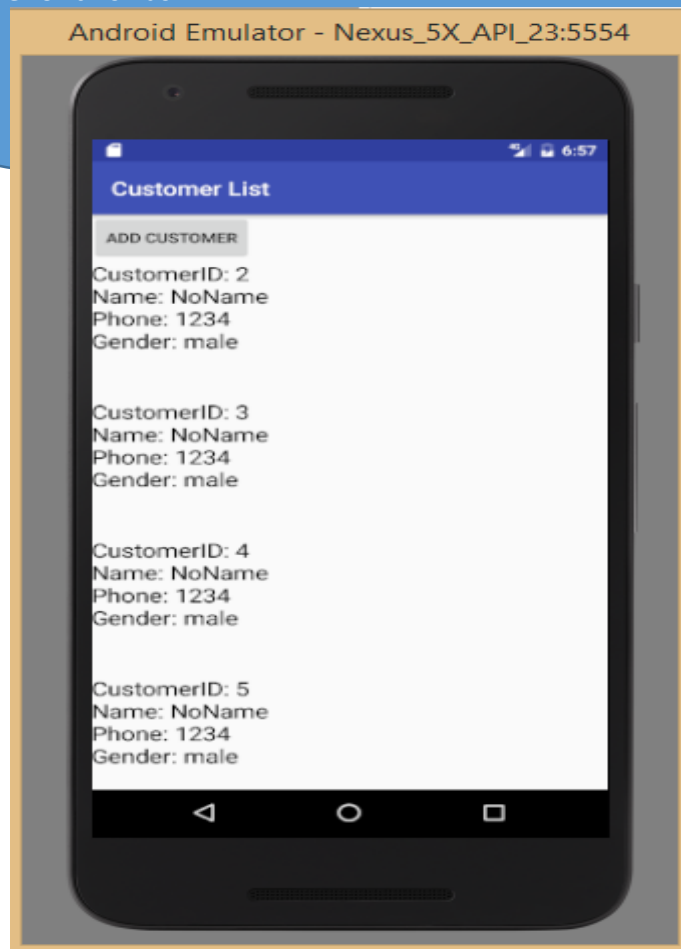 Android Emulator - Nexus_5X_API_23:5554
4G 6:57
Customer List
ADD CUSTOMER
CustomerID: 2
Name: NoName
Phone: 1234
Gender: male
CustomerID: 3
Name: NoName
Phone: 1234
Gender: male
CustomerID: 4
Name: NoName
Phone: 1234
Gender: male
CustomerID: 5
Name: NoName
Phone: 1234
Gender: male